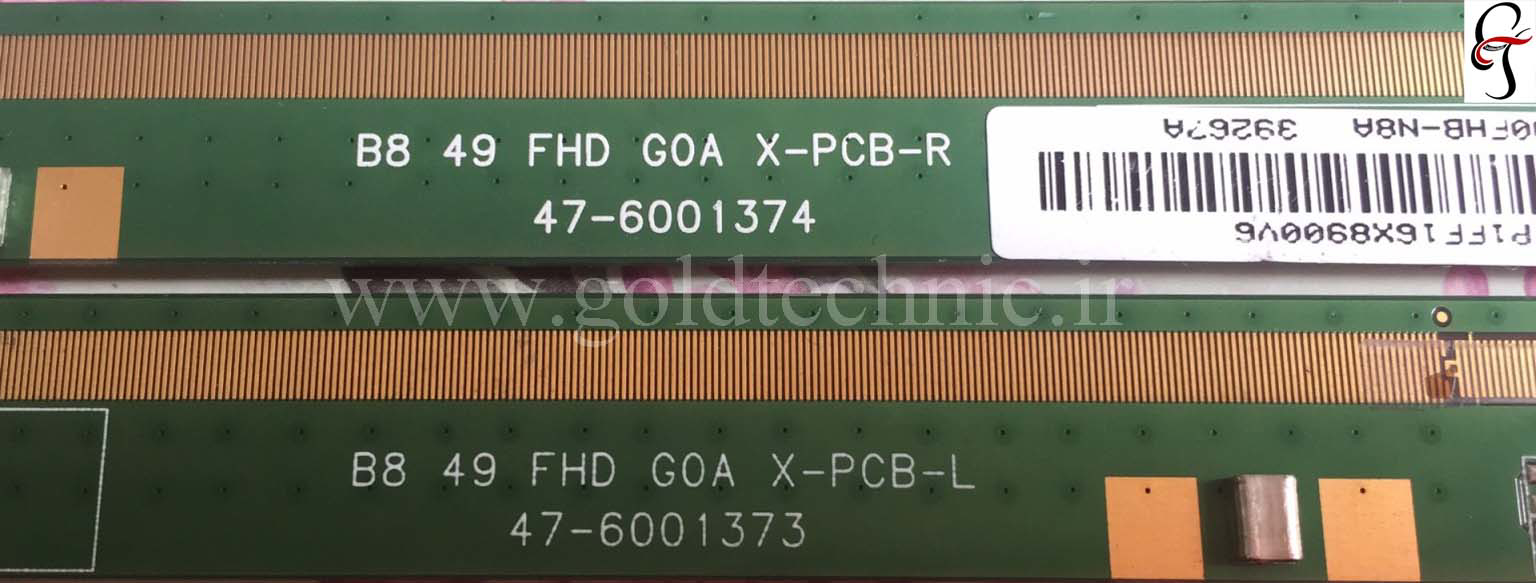 B8 49 FHD GOA X-PCB-R
47-6001374
0FHB-N8A 39267A
P1FF16X8900V6
www.goldtechnic.ir
B8 49 FHD GOA X-PCB-L
47-6001373
GT